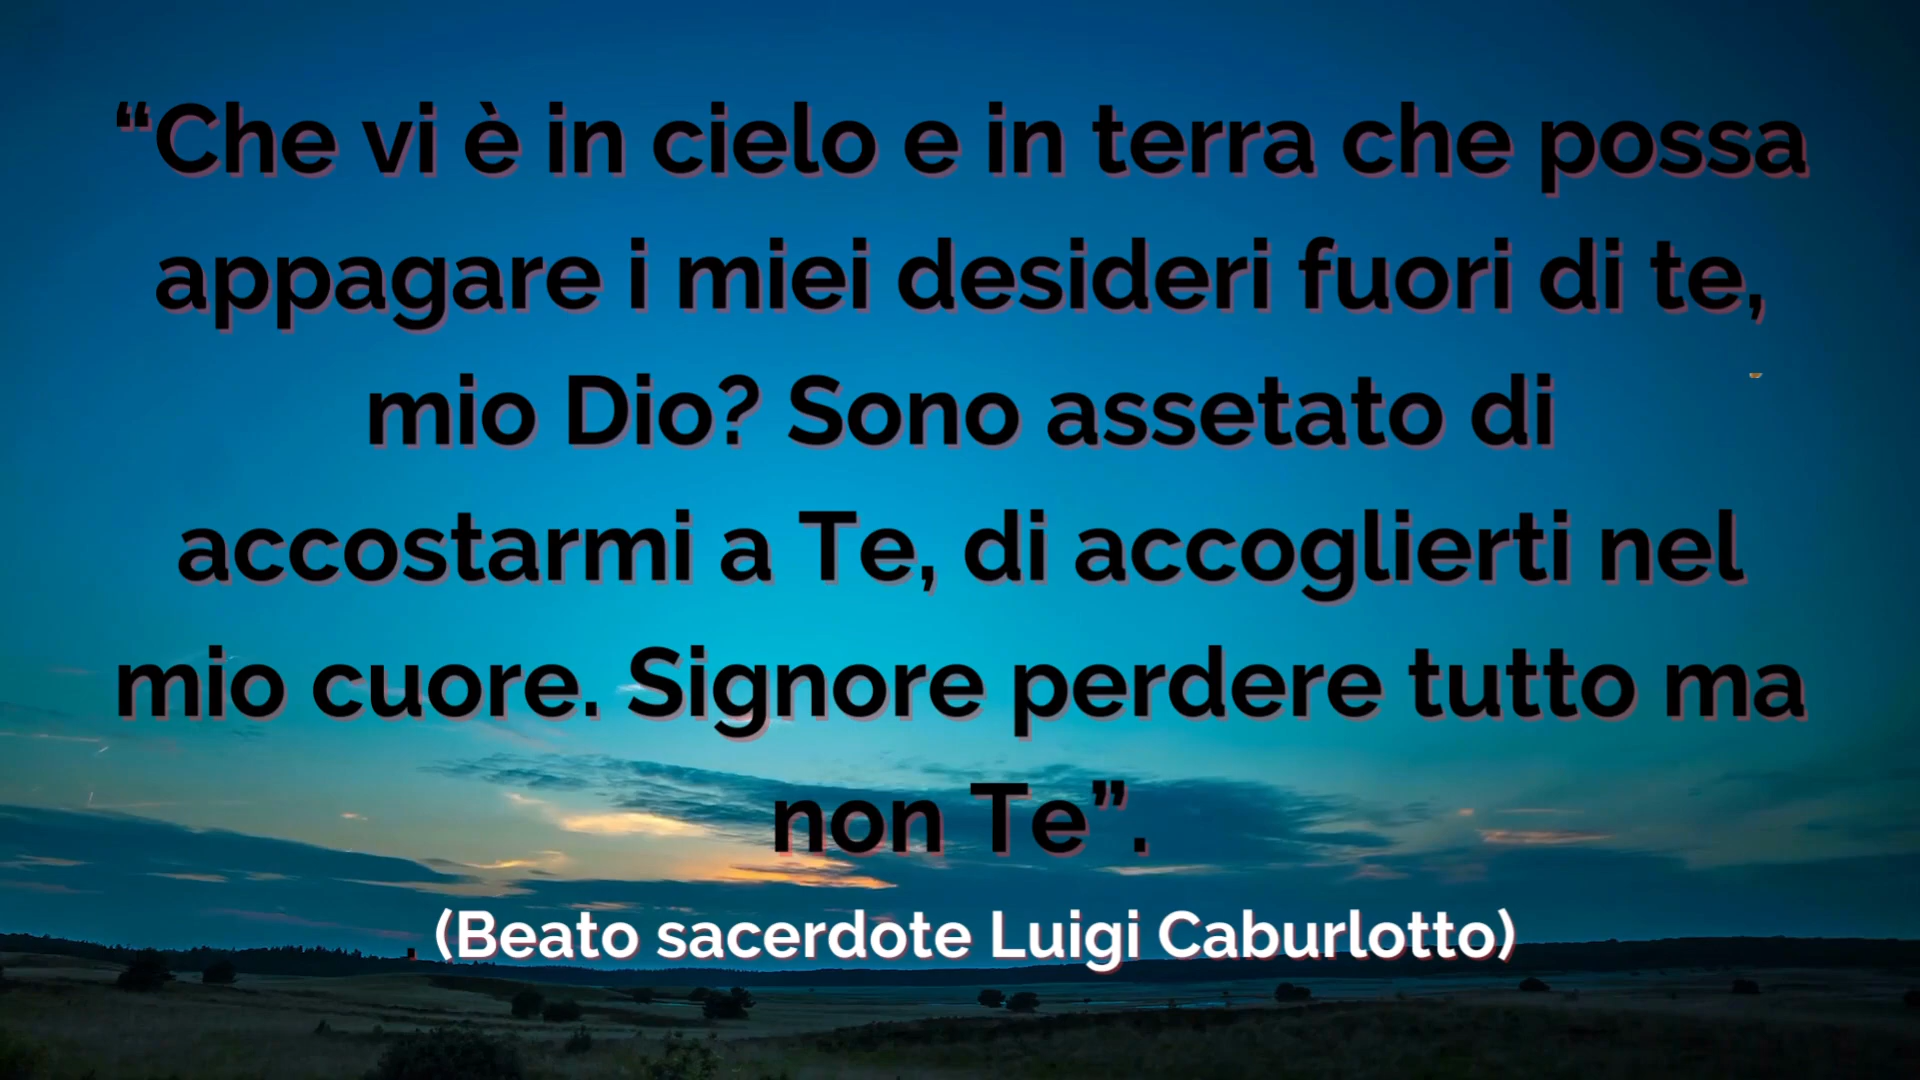 “Che vi è in cielo e in terra che possa
appagare i miei desideri fuori di te,
mio Dio? Sono assetato di
accostarmi a Te, di accoglierti nel
mio cuore. Signore perdere tutto ma
non Te”.
(Beato sacerdote Luigi Caburlotto)